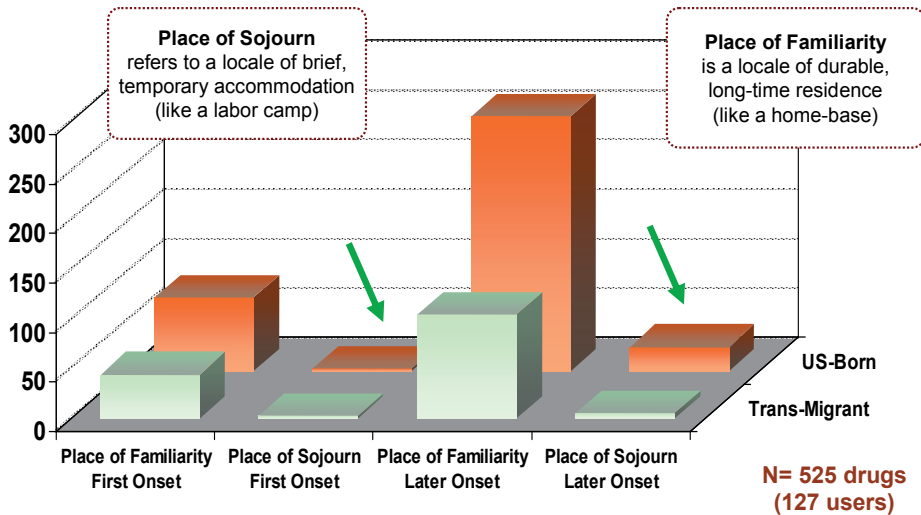 Place of Sojourn
refers to a locale of brief,
temporary accommodation
(like a labor camp)
Place of Familiarity
is a locale of durable,
long-time residence
(like a home-base)
300
250
200
150
100
50
0
US-Born
Trans-Migrant
Place of Familiarity
First Onset
Place of Sojourn
First Onset
Place of Familiarity
Later Onset
Place of Sojourn
Later Onset
N= 525 drugs
(127 users)